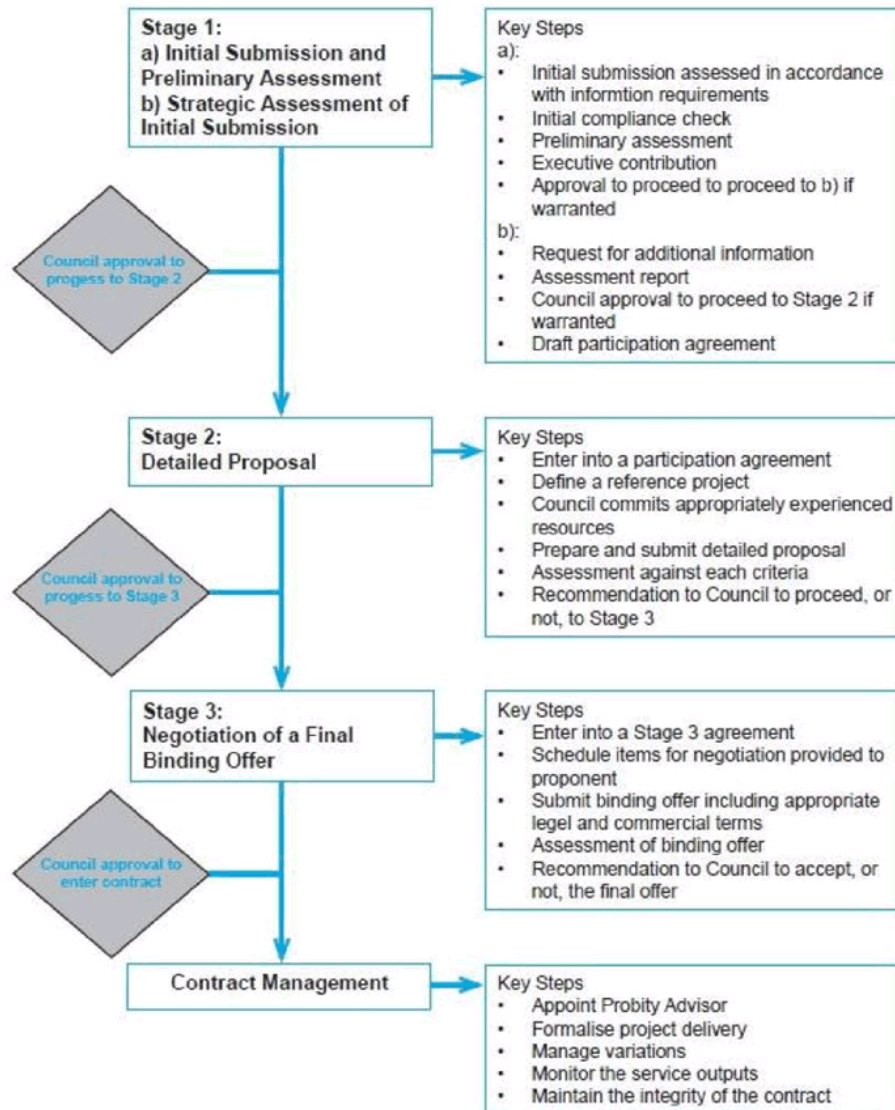 Stage 1:
a) Initial Submission and
Preliminary Assessment
b) Strategic Assessment of
Initial Submission
Key Steps
a):
• Initial submission assessed in accordance
with informtion requirements
• Initial compliance check
• Preliminary assessment
• Executive contribution
• Approval to proceed to proceed to b) if
warranted
b):
• Request for additional information
• Assessment report
• Council approval to proceed to Stage 2 if
warranted
• Draft participation agreement
Council approval to
progess to Stage 2
Stage 2:
Detailed Proposal
Key Steps
• Enter into a participation agreement
• Define a reference project
• Council commits appropriately experienced
resources
• Prepare and submit detailed proposal
• Assessment against each criteria
• Recommendation to Council to proceed, or
not, to Stage 3
Council approval to
progess to Stage 3
Stage 3:
Negotiation of a Final
Binding Offer
Key Steps
• Enter into a Stage 3 agreement
• Schedule items for negotiation provided to
proponent
• Submit binding offer including appropriate
legel and commercial terms
• Assessment of binding offer
• Recommendation to Council to accept, or
not, the final offer
Council approval to
enter contract
Contract Management
Key Steps
• Appoint Probity Advisor
• Formalise project delivery
• Manage variations
• Monitor the service outputs
• Maintain the integrity of the contract